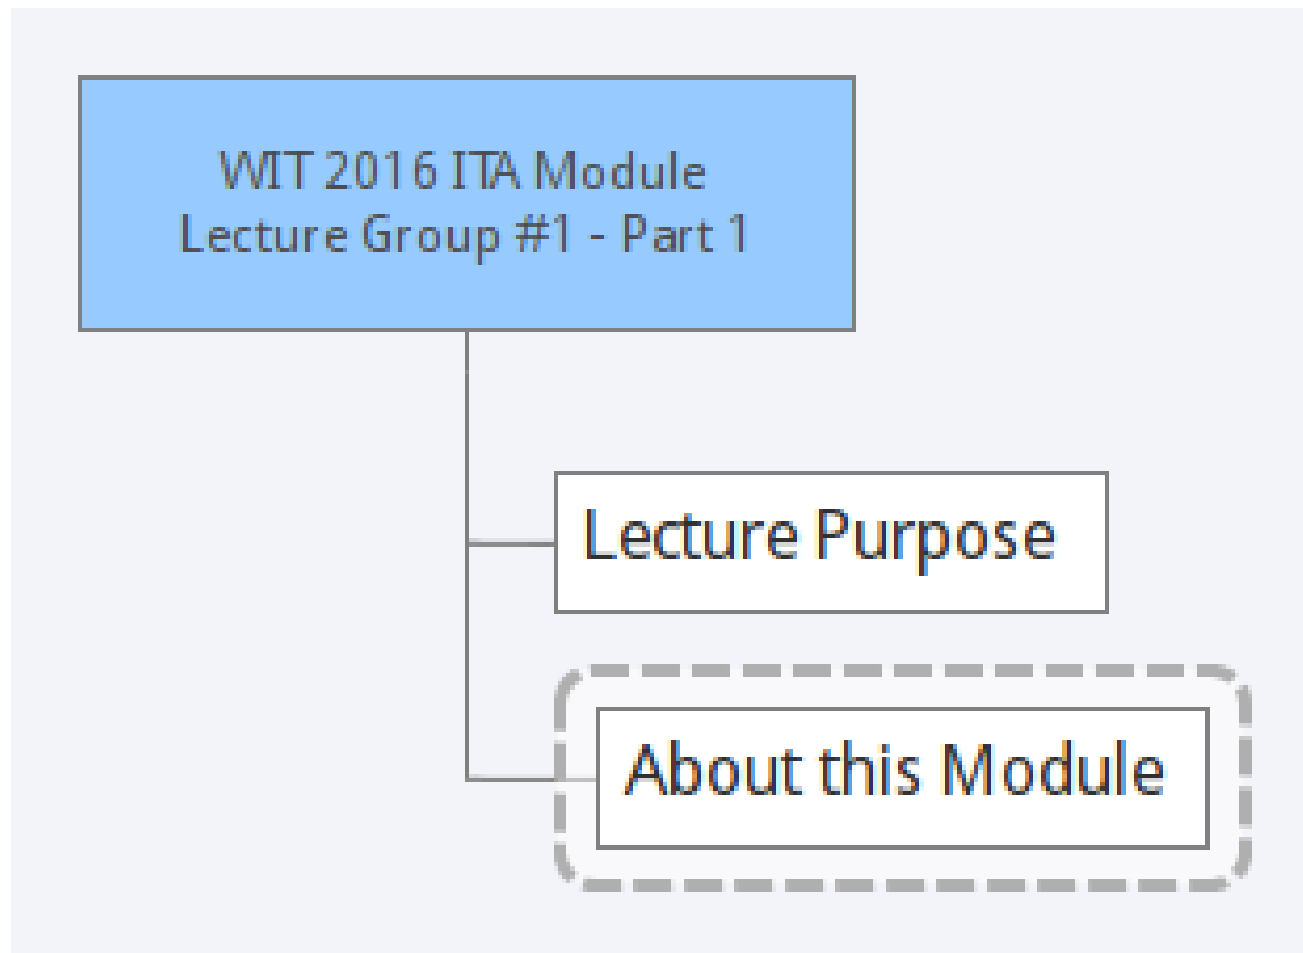 WIT 2016 ITA Module
Lecture Group #1 - Part 1
Lecture Purpose
About this Module